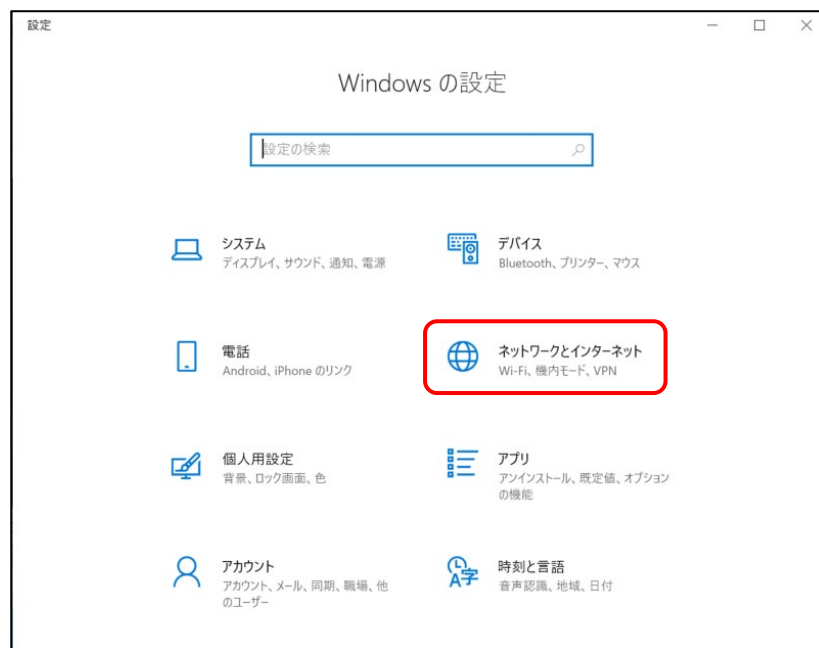 設定
Windows の設定
設定の検索
システム
ディスプレイ、サウンド、通知、電源
デバイス
Bluetooth、プリンター、マウス
電話
Android、iPhone のリンク
ネットワークとインターネット
Wi-Fi、機内モード、VPN
個人用設定
背景、ロック画面、色
アプリ
アンインストール、既定値、オプション
の機能
アカウント
アカウント、メール、同期、職場、他
のユーザー
時刻と言語
音声認識、地域、日付